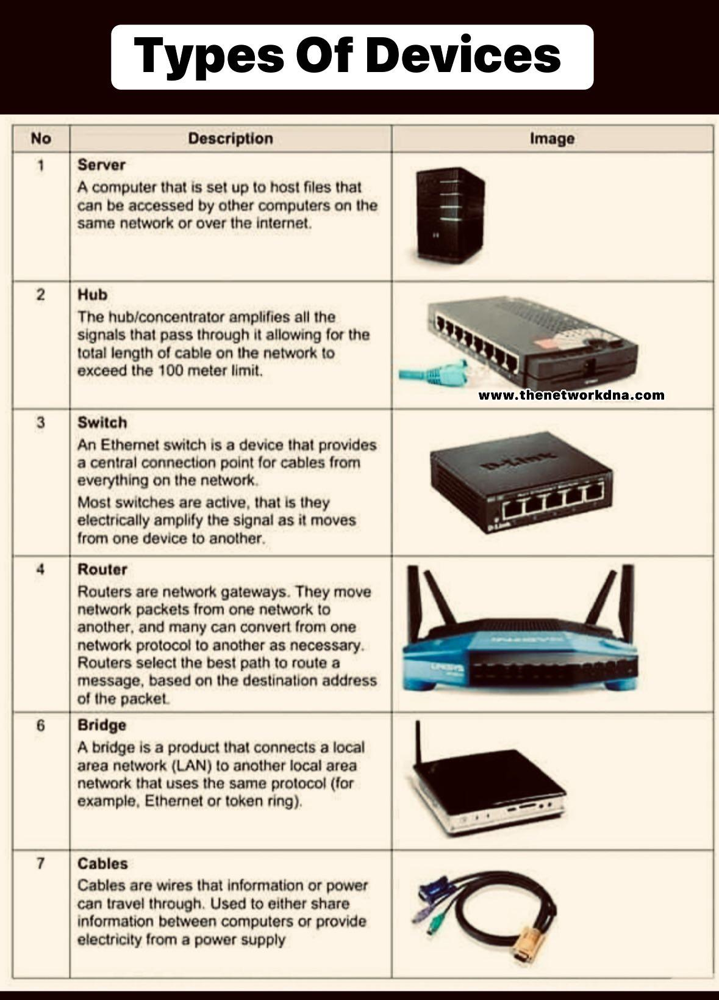 Types Of Devices
No
Description
Image
1
Server
A computer that is set up to host files that
can be accessed by other computers on the
same network or over the internet.
2
Hub
The hub/concentrator amplifies all the
signals that pass through it allowing for the
total length of cable on the network to
exceed the 100 meter limit.
www.thenetworkdna.com
3
Switch
An Ethernet switch is a device that provides
a central connection point for cables from
everything on the network.
Most switches are active, that is they
electrically amplify the signal as it moves
from one device to another.
D-Link
D-Link
4
Router
Routers are network gateways. They move
network packets from one network to
another, and many can convert from one
network protocol to another as necessary.
Routers select the best path to route a
message, based on the destination address
of the packet.
LINKSYS
6
Bridge
A bridge is a product that connects a local
area network (LAN) to another local area
network that uses the same protocol (for
example, Ethernet or token ring).
7
Cables
Cables are wires that information or power
can travel through. Used to either share
information between computers or provide
electricity from a power supply